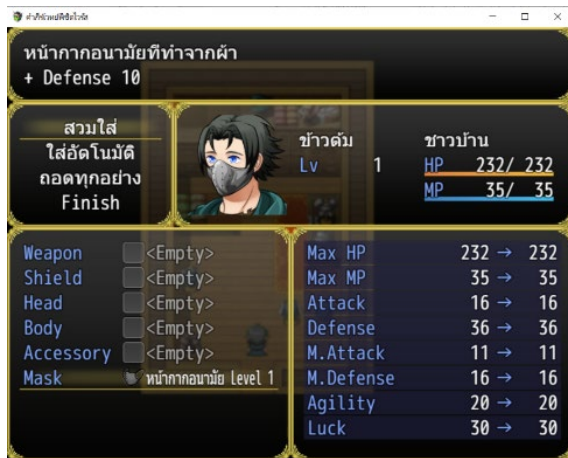 หน้ากากอนามัยที่ทำจากผ้า
+ Defense 10
สวมใส่
ใส่อัตโนมัติ
ถอดทุกอย่าง
Finish
ข้าวต้ม
ชาวบ้าน
Lv 1
HP 232/ 232
MP 35/ 35
Weapon <Empty>
Shield <Empty>
Head <Empty>
Body <Empty>
Accessory <Empty>
Mask หน้ากากอนามัย Level 1
Max HP 232 → 232
Max MP 35 → 35
Attack 16 → 16
Defense 36 → 36
M.Attack 11 → 11
M.Defense 16 → 16
Agility 20 → 20
Luck 30 → 30